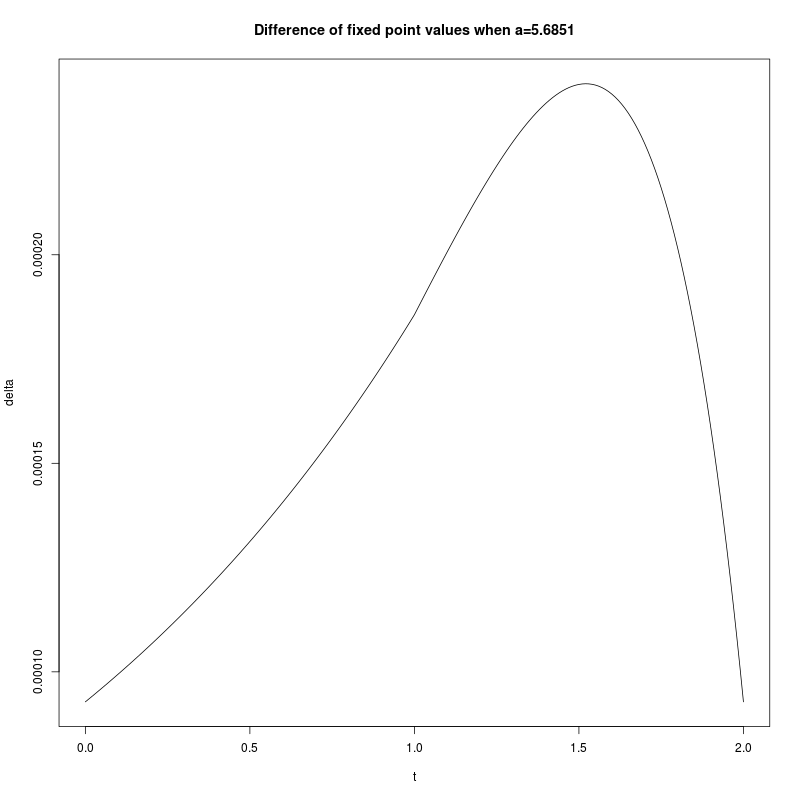 Difference of fixed point values when a=5.6851
delta
0.00020
0.00015
0.00010
0.0 0.5 1.0 1.5 2.0
t